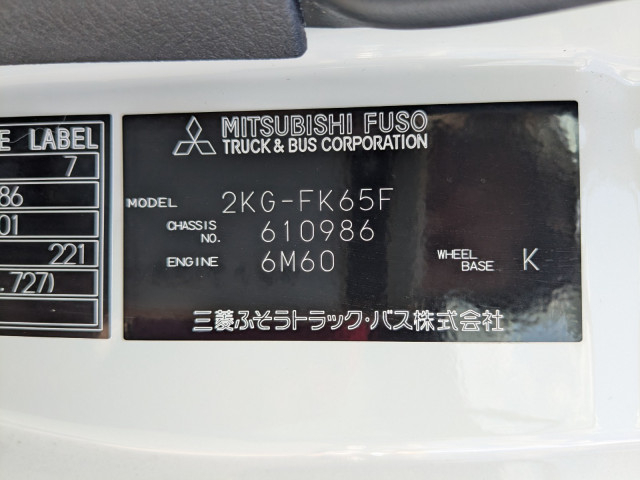 E LABEL
7
86
01
221
.727)
MITSUBISHI FUSO
TRUCK & BUS CORPORATION
MODEL 2KG-FK65F
CHASSIS NO. 610986
ENGINE 6M60 WHEEL BASE K
三菱ふそうトラック・バス株式会社